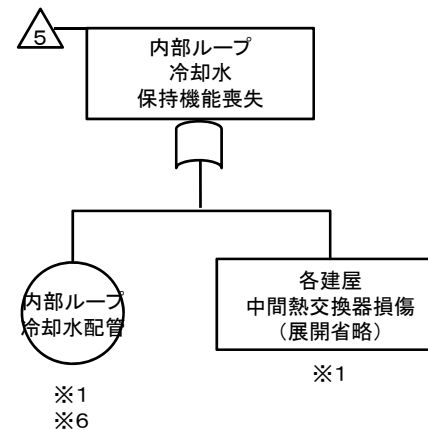 5
内部ループ
冷却水
保持機能喪失
内部ループ
冷却水配管
※1
※6
各建屋
中間熱交換器損傷
(展開省略)
※1